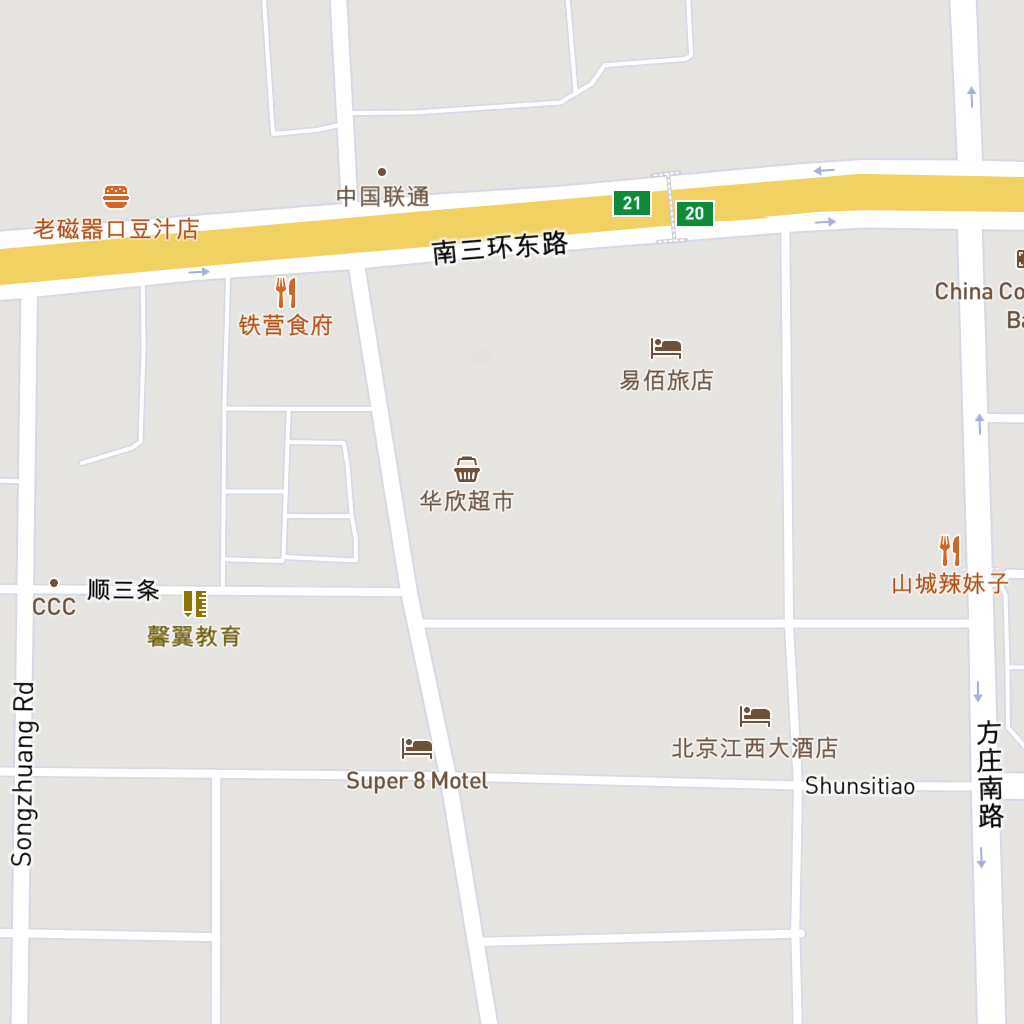 中国联通
21
20
老磁器口豆汁店
南三环东路
China Co
Ba
铁营食府
易佰旅店
华欣超市
山城辣妹子
顺三条
CCC
馨翼教育
Songzhuang Rd
北京江西大酒店
方庄南路
Super 8 Motel
Shunsitiao